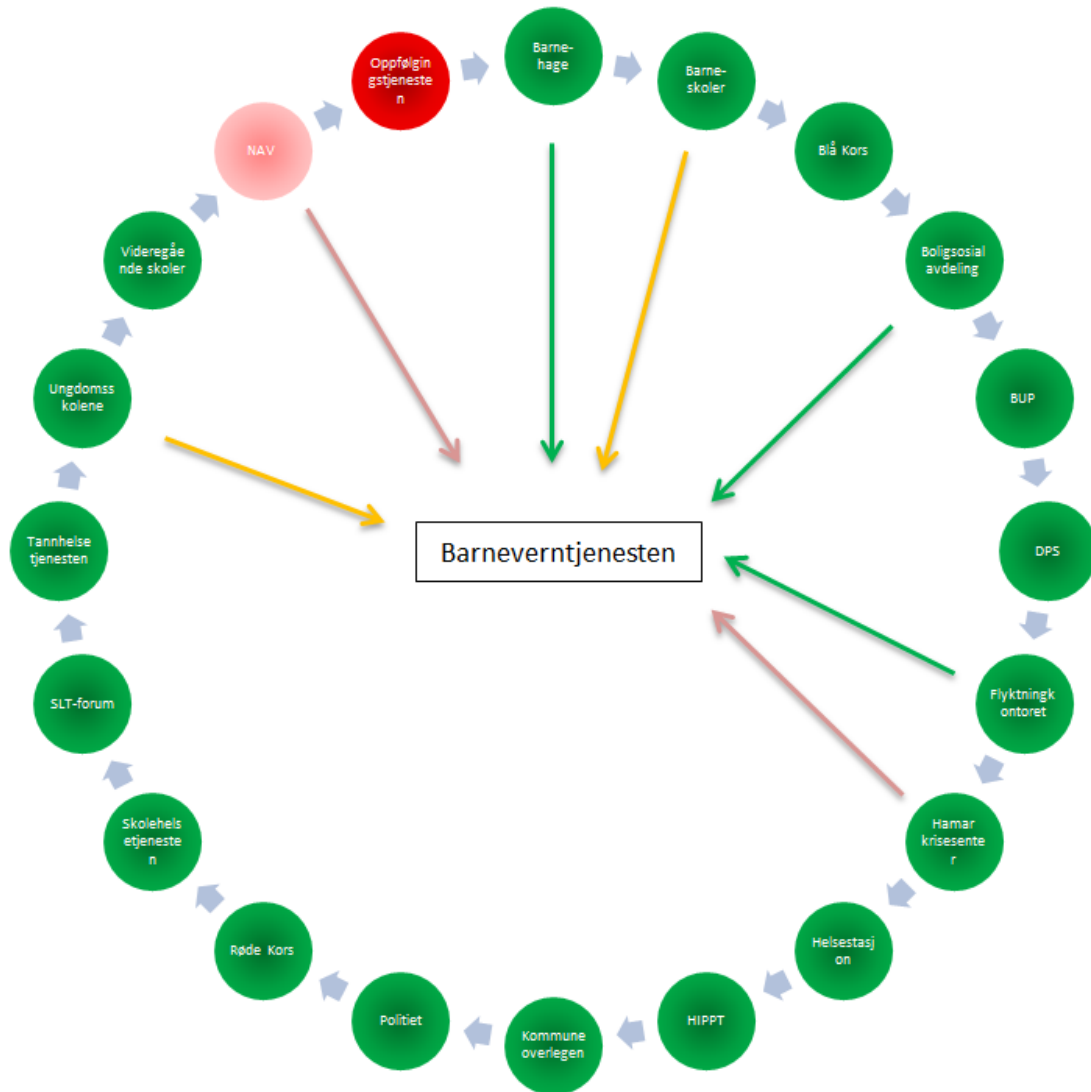 Barne-
hage
Barne-
skoler
Blå Kors
Boligsosial
avdeling
BUP
DPS
Flyktningk
ontoret
Hamar
krisesente
r
Helsestasj
on
HIPPT
Kommune
overlegen
Politiet
Røde Kors
Skolehels
etjeneste
n
SLT-forum
Tannhelse
tjenesten
Ungdomss
kolene
Videregåe
nde skoler
NAV
Oppfølgin
gstjeneste
n
Barneverntjenesten